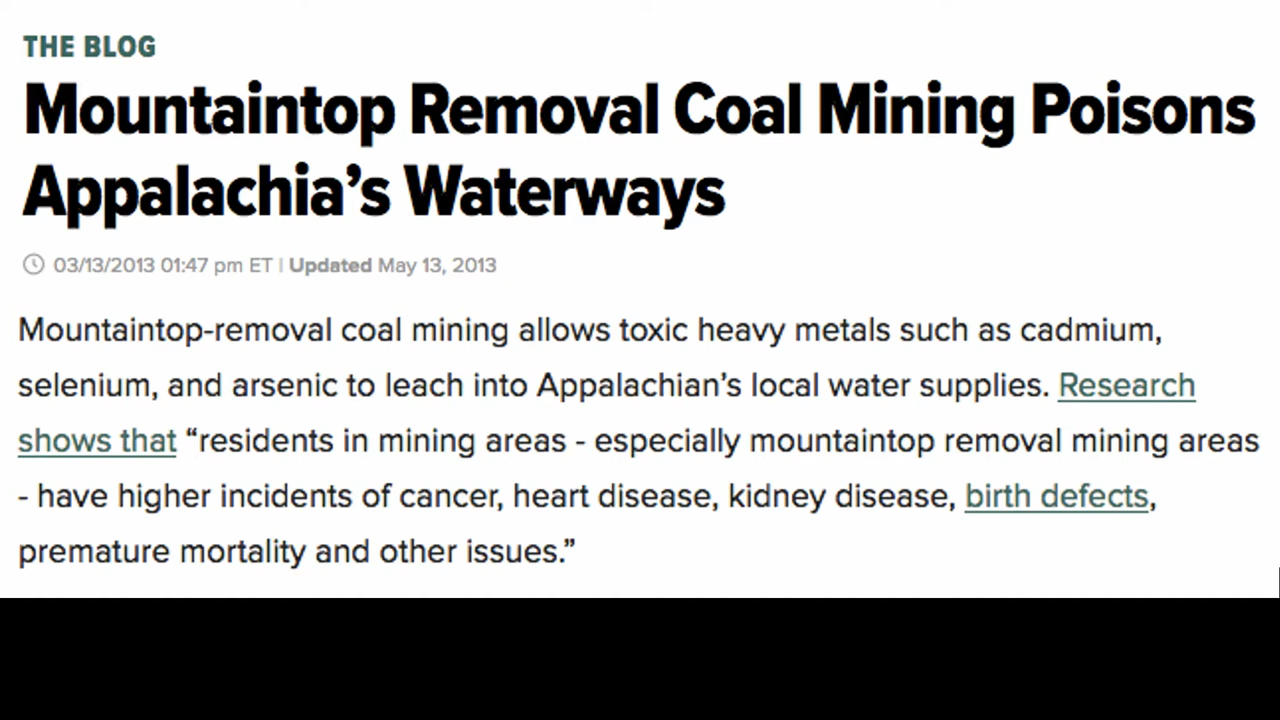 THE BLOG
Mountaintop Removal Coal Mining Poisons
Appalachia’s Waterways
03/13/2013 01:47 pm ET | Updated May 13, 2013
Mountaintop-removal coal mining allows toxic heavy metals such as cadmium,
selenium, and arsenic to leach into Appalachian’s local water supplies. Research
shows that “residents in mining areas - especially mountaintop removal mining areas
- have higher incidents of cancer, heart disease, kidney disease, birth defects,
premature mortality and other issues.”